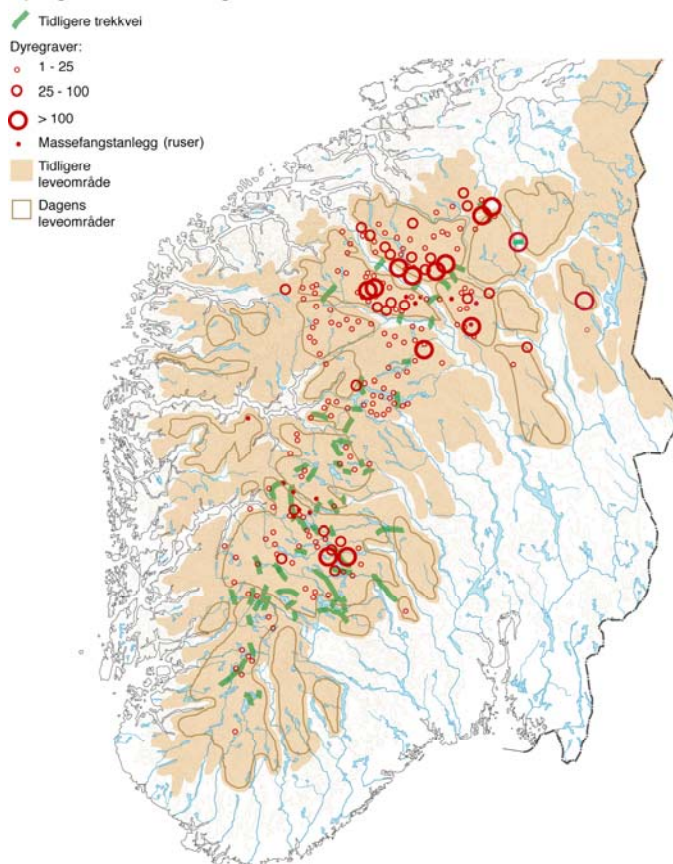 Tidligere trekkvei
Dyregraver:
1 - 25
25 - 100
> 100
Massefangstanlegg (ruser)
Tidligere
leveområde
Dagens
leveområder